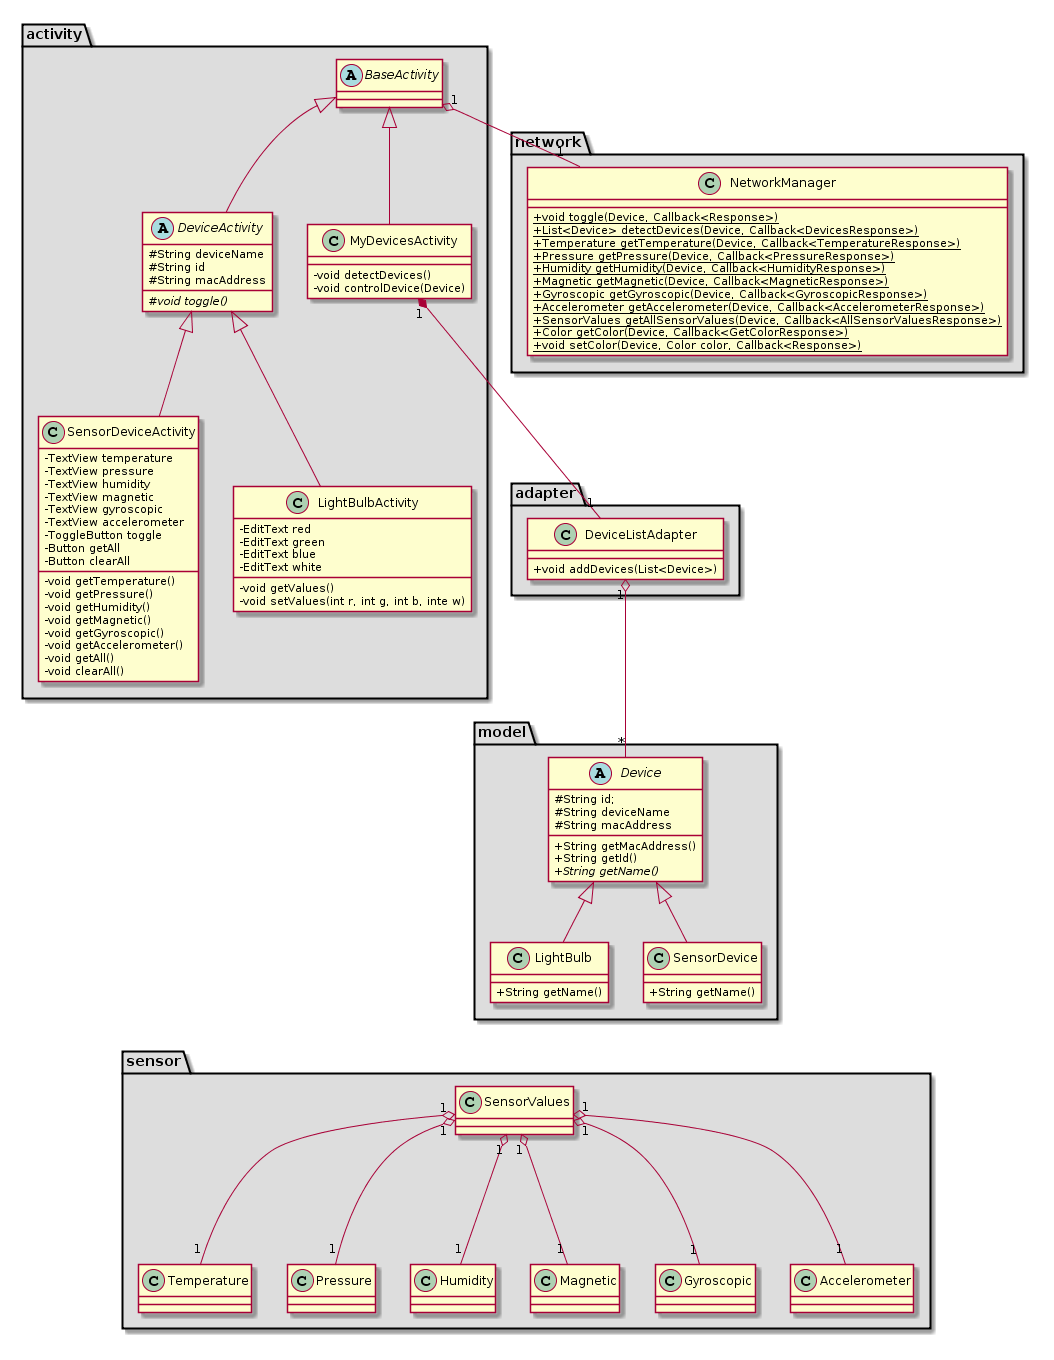 activity
A BaseActivity
1
1
network
C NetworkManager
+void toggle(Device, Callback<Response>)
+List<Device> detectDevices(Device, Callback<DevicesResponse>)
+Temperature getTemperature(Device, Callback<TemperatureResponse>)
+Pressure getPressure(Device, Callback<PressureResponse>)
+Humidity getHumidity(Device, Callback<HumidityResponse>)
+Magnetic getMagnetic(Device, Callback<MagneticResponse>)
+Gyroscopic getGyroscopic(Device, Callback<GyroscopicResponse>)
+Accelerometer getAccelerometer(Device, Callback<AccelerometerResponse>)
+SensorValues getAllSensorValues(Device, Callback<AllSensorValuesResponse>)
+Color getColor(Device, Callback<GetColorResponse>)
+void setColor(Device, Color color, Callback<Response>)
A DeviceActivity
#String deviceName
#String id
#String macAddress
#void toggle()
C MyDevicesActivity
-void detectDevices()
-void controlDevice(Device)
1
C SensorDeviceActivity
-TextView temperature
-TextView pressure
-TextView humidity
-TextView magnetic
-TextView gyroscopic
-TextView accelerometer
-ToggleButton toggle
-Button getAll
-Button clearAll
-void getTemperature()
-void getPressure()
-void getHumidity()
-void getMagnetic()
-void getGyroscopic()
-void getAccelerometer()
-void getAll()
-void clearAll()
C LightBulbActivity
-EditText red
-EditText green
-EditText blue
-EditText white
-void getValues()
-void setValues(int r, int g, int b, inte w)
adapter
1
C DeviceListAdapter
+void addDevices(List<Device>)
1
*
model
A Device
#String id;
#String deviceName
#String macAddress
+String getMacAddress()
+String getId()
+String getName()
C LightBulb
+String getName()
C SensorDevice
+String getName()
sensor
C SensorValues
1
1
1
1
1
1
1
1
1
1
1
1
C Temperature
C Pressure
C Humidity
C Magnetic
C Gyroscopic
C Accelerometer